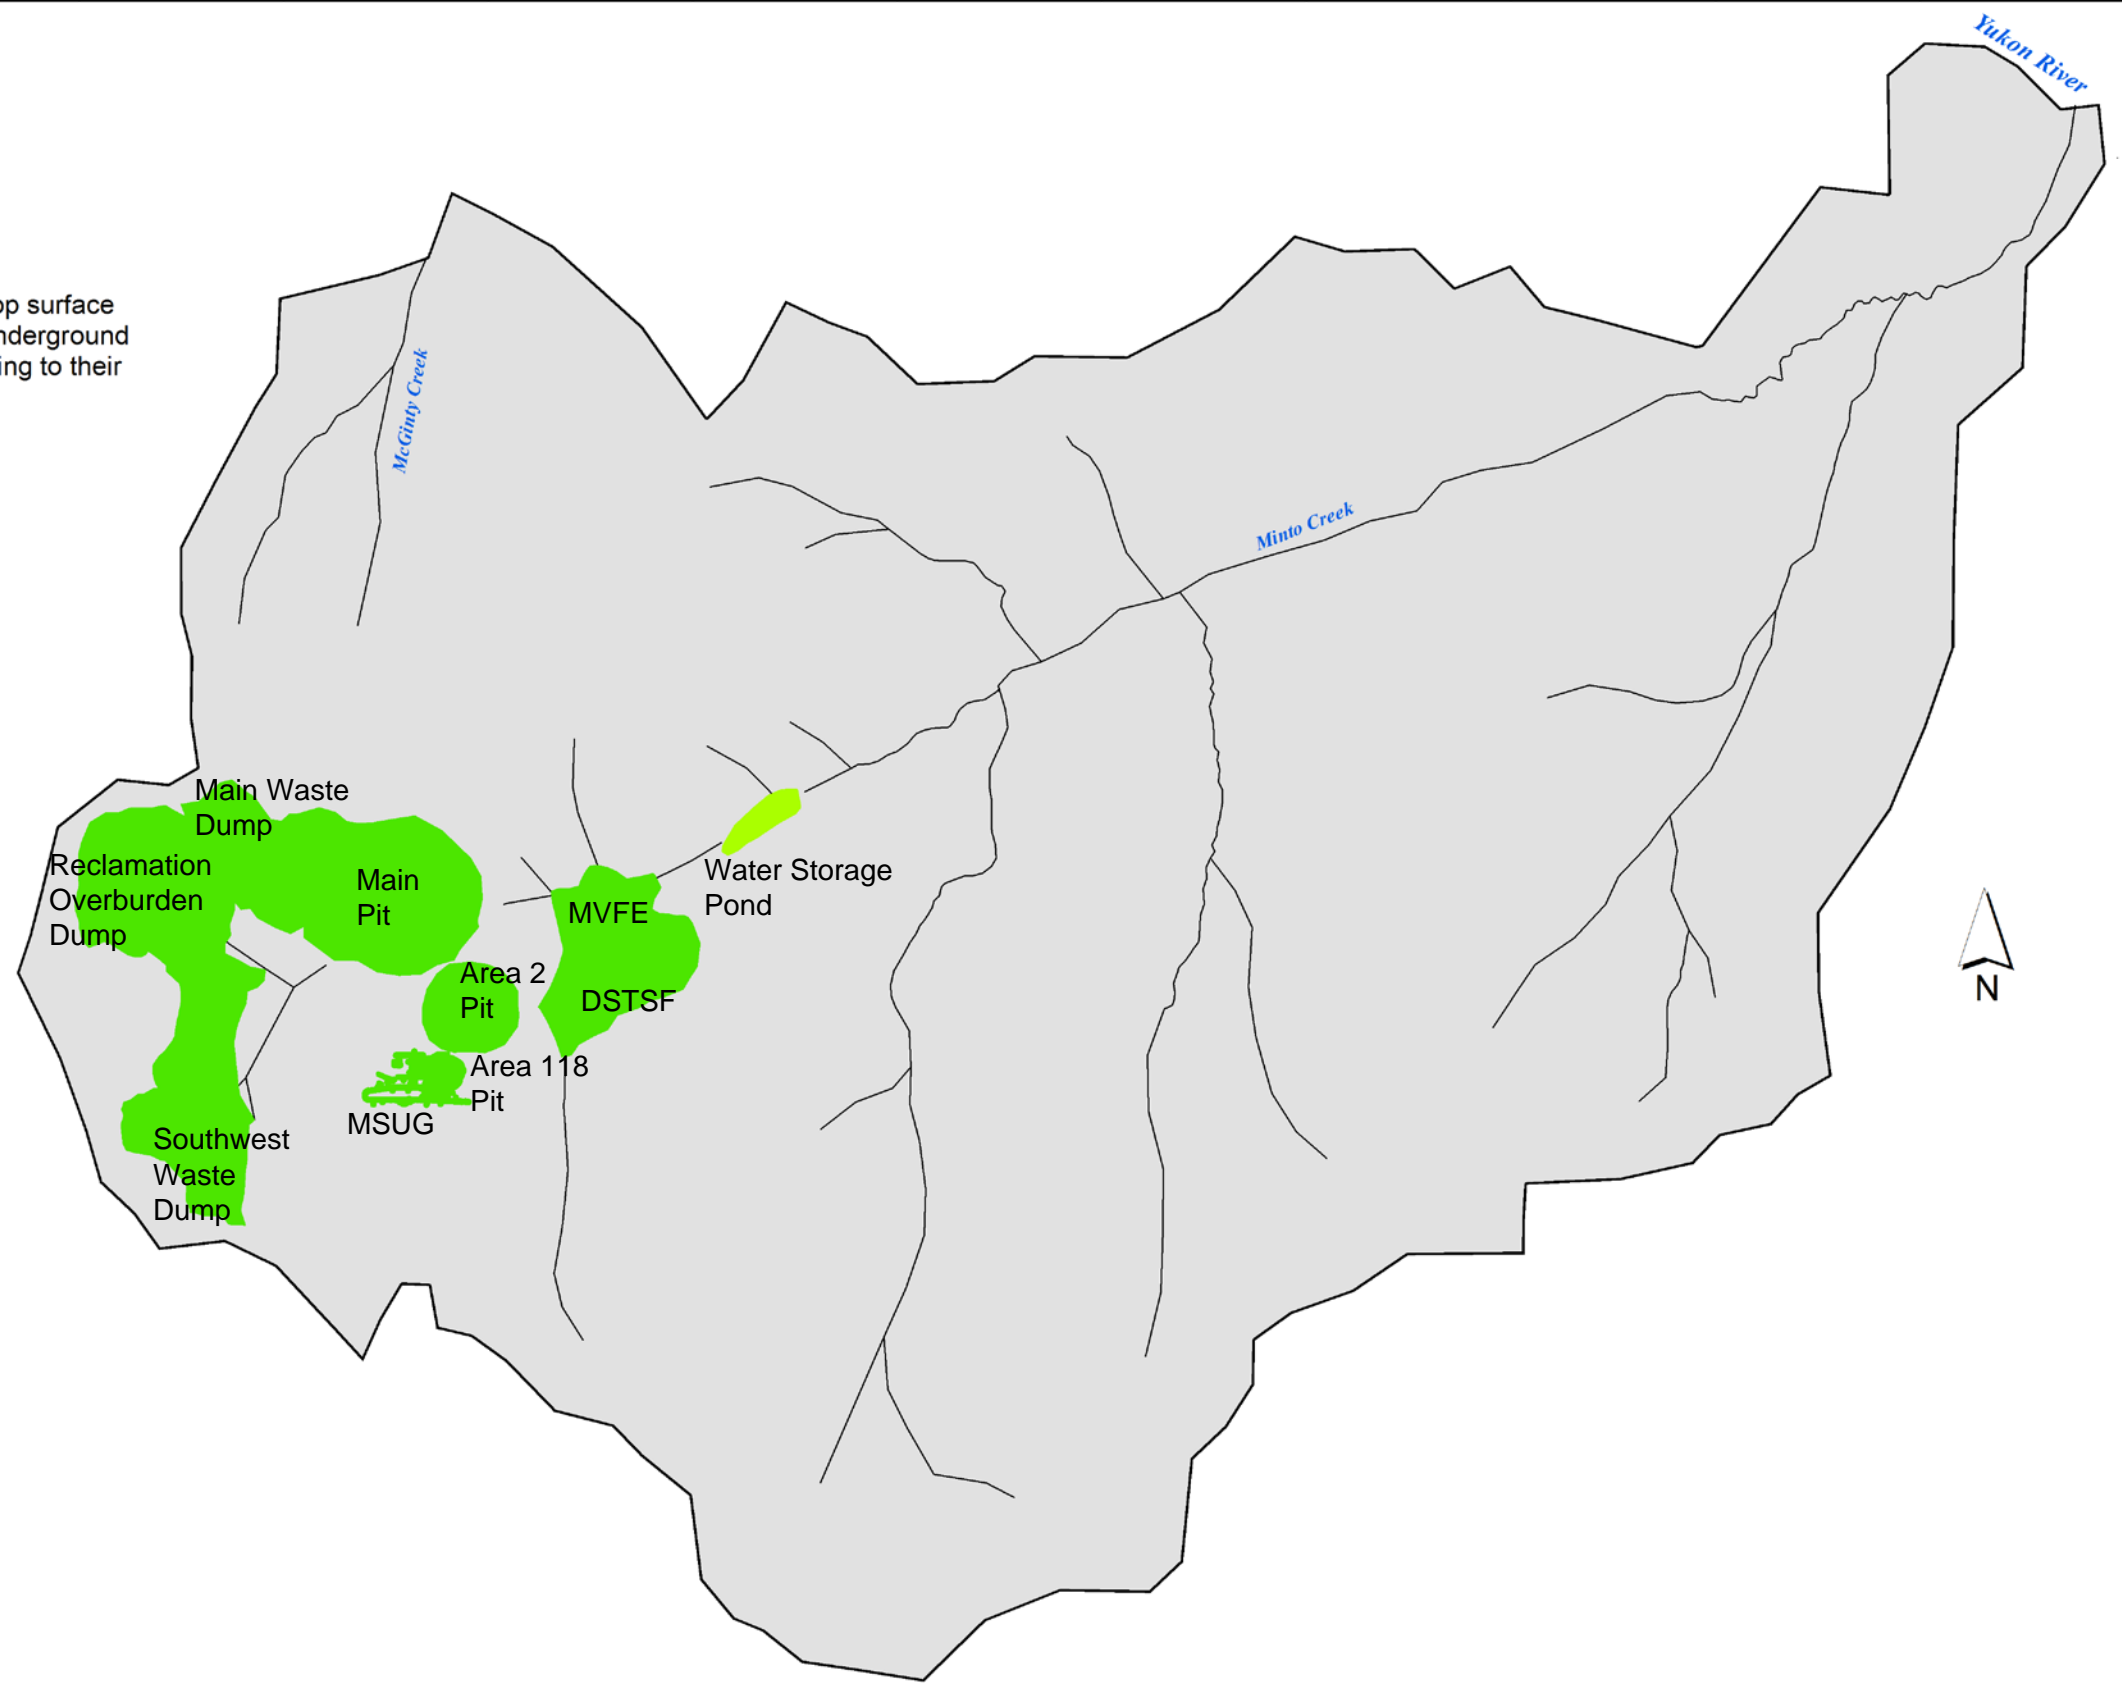 Yukon River
op surface
nderground
ing to their
McGinty Creek
Minto Creek
Main Waste
Dump
Reclamation
Overburden
Dump
Main
Pit
Water Storage
Pond
MVFE
Area 2
Pit
DSTSF
N
Area 118
Pit
MSUG
Southwest
Waste
Dump